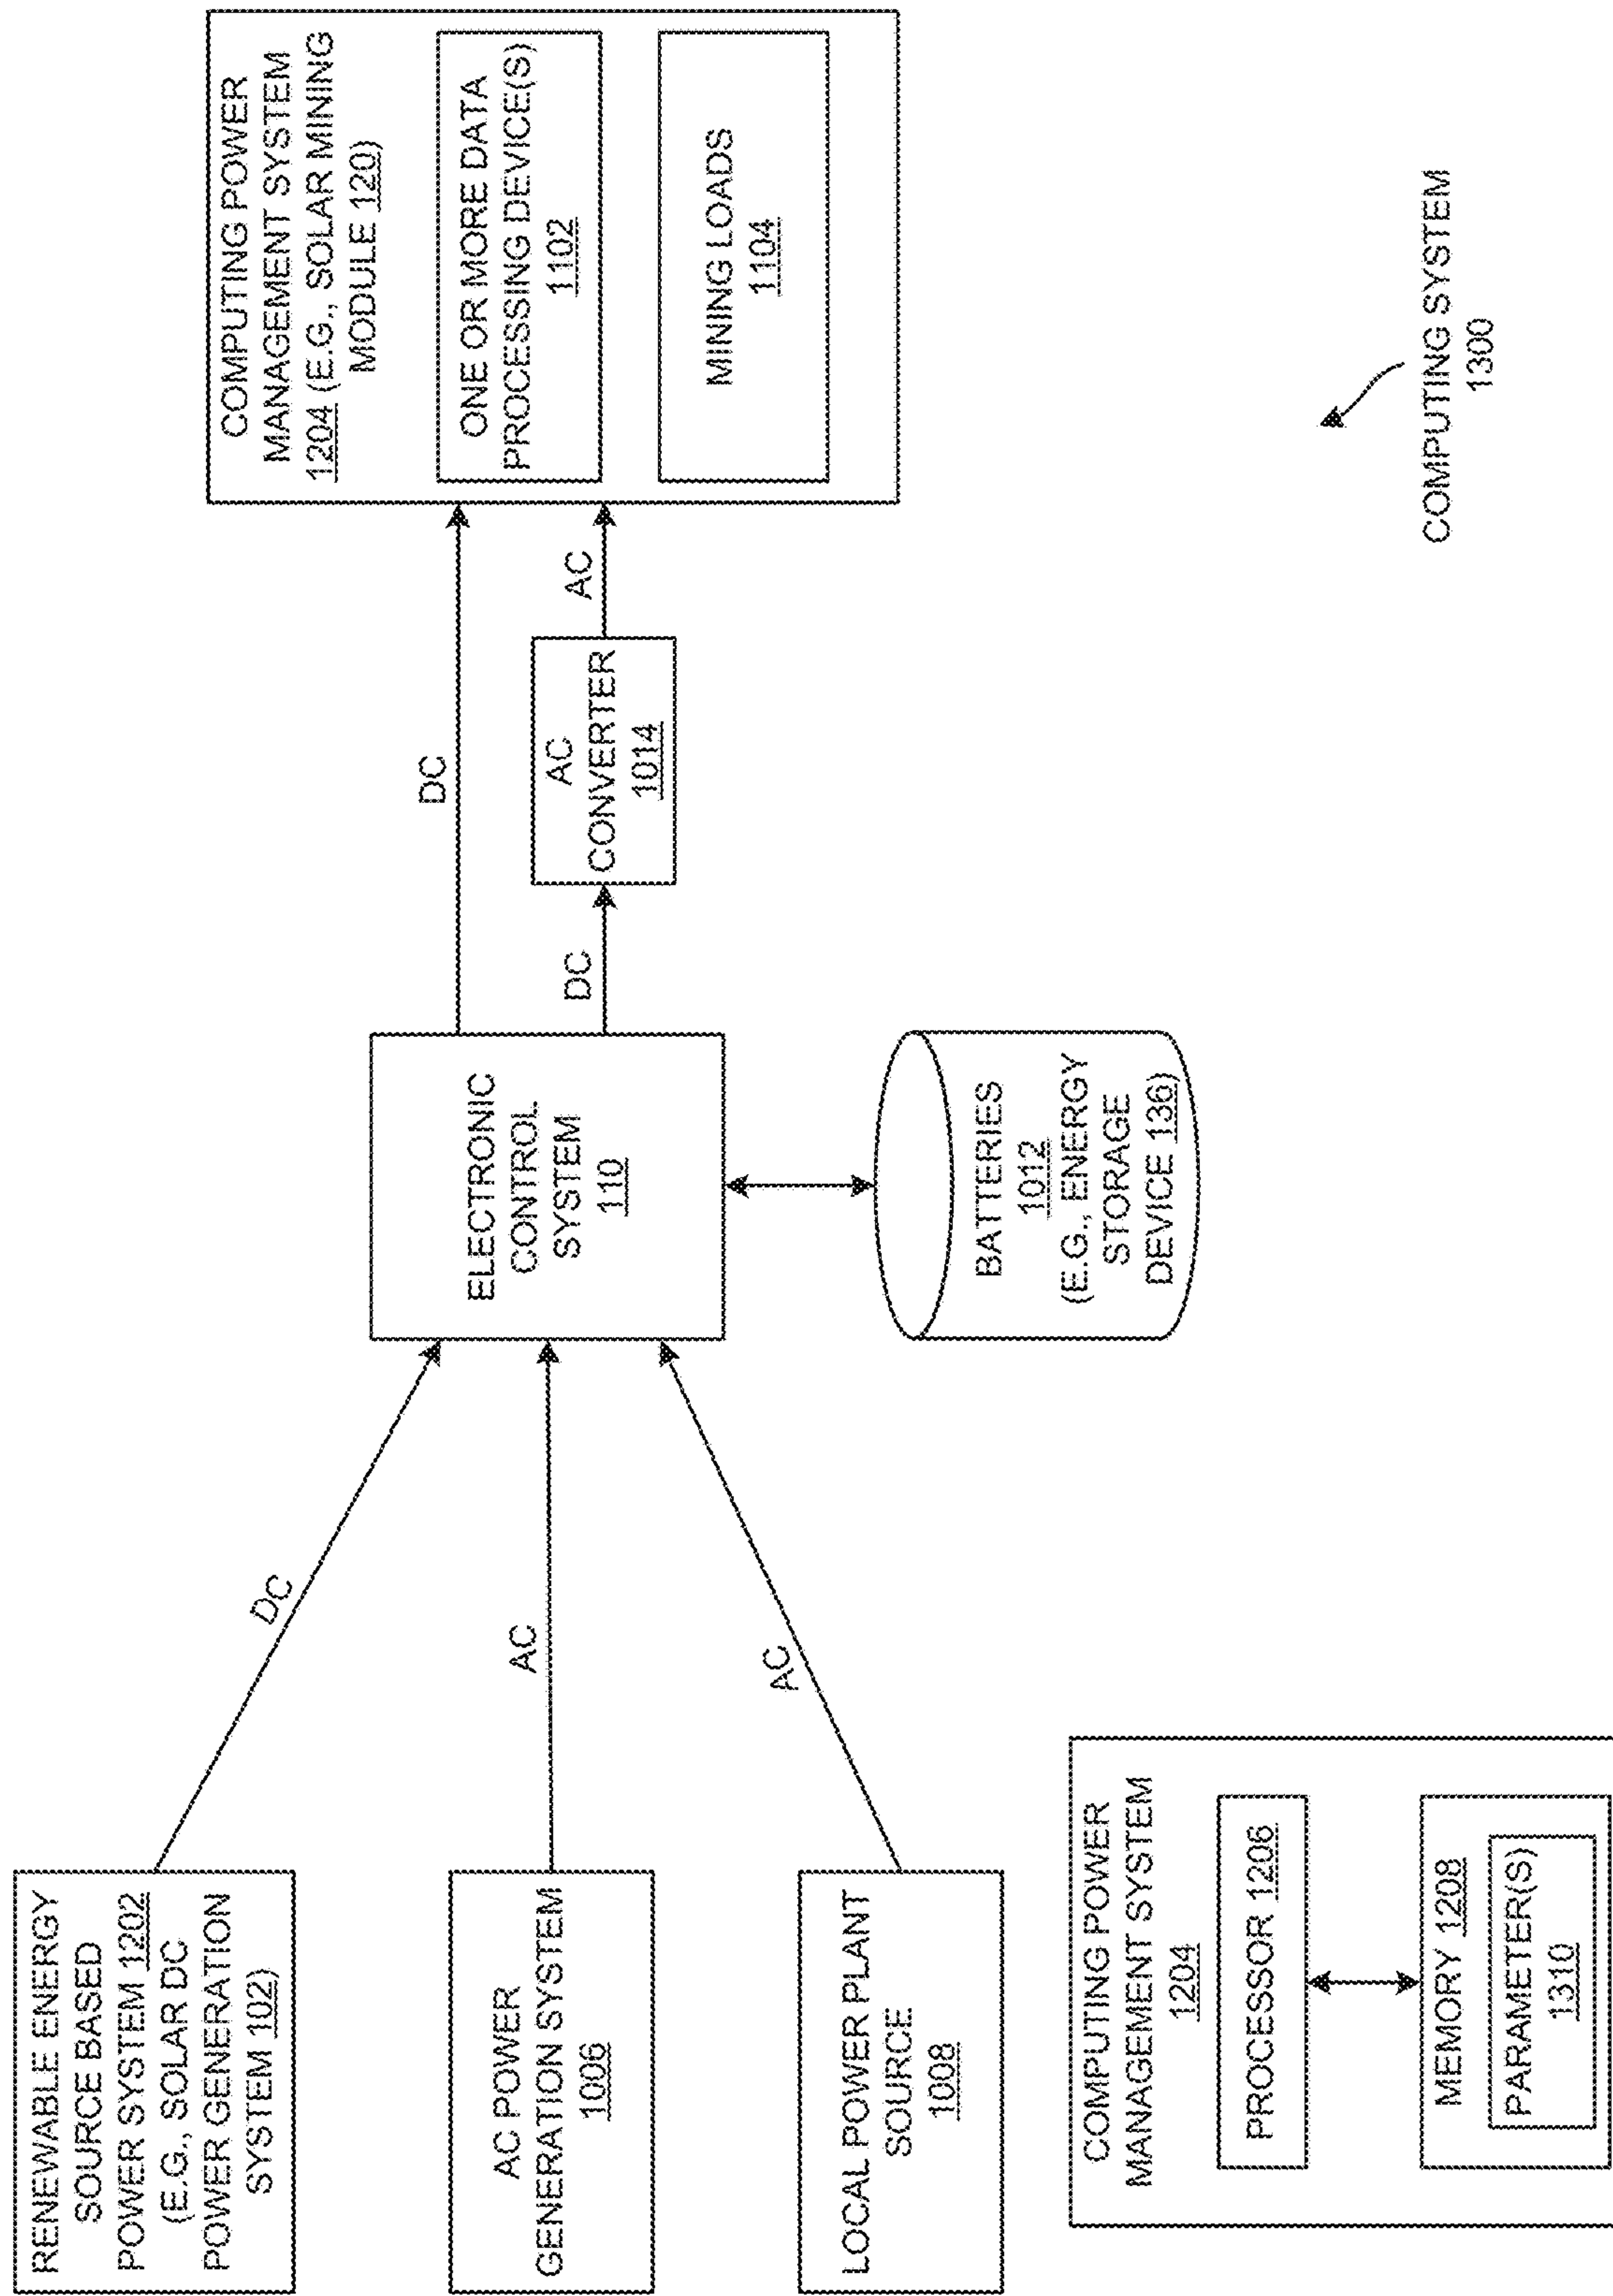 RENEWABLE ENERGY
SOURCE BASED
POWER SYSTEM 1202
(E.G., SOLAR DC
POWER GENERATION
SYSTEM 102)
DC
AC POWER
GENERATION SYSTEM
1006
AC
LOCAL POWER PLANT
SOURCE
1008
AC
ELECTRONIC
CONTROL
SYSTEM
110
BATTERIES
1012
(E.G., ENERGY
STORAGE
DEVICE 136)
DC
DC
AC
CONVERTER
1014
AC
COMPUTING POWER
MANAGEMENT SYSTEM
1204 (E.G., SOLAR MINING
MODULE 120)
ONE OR MORE DATA
PROCESSING DEVICE(S)
1102
MINING LOADS
1104
COMPUTING POWER
MANAGEMENT SYSTEM
1204
PROCESSOR 1206
MEMORY 1208
PARAMETER(S)
1310
COMPUTING SYSTEM
1300